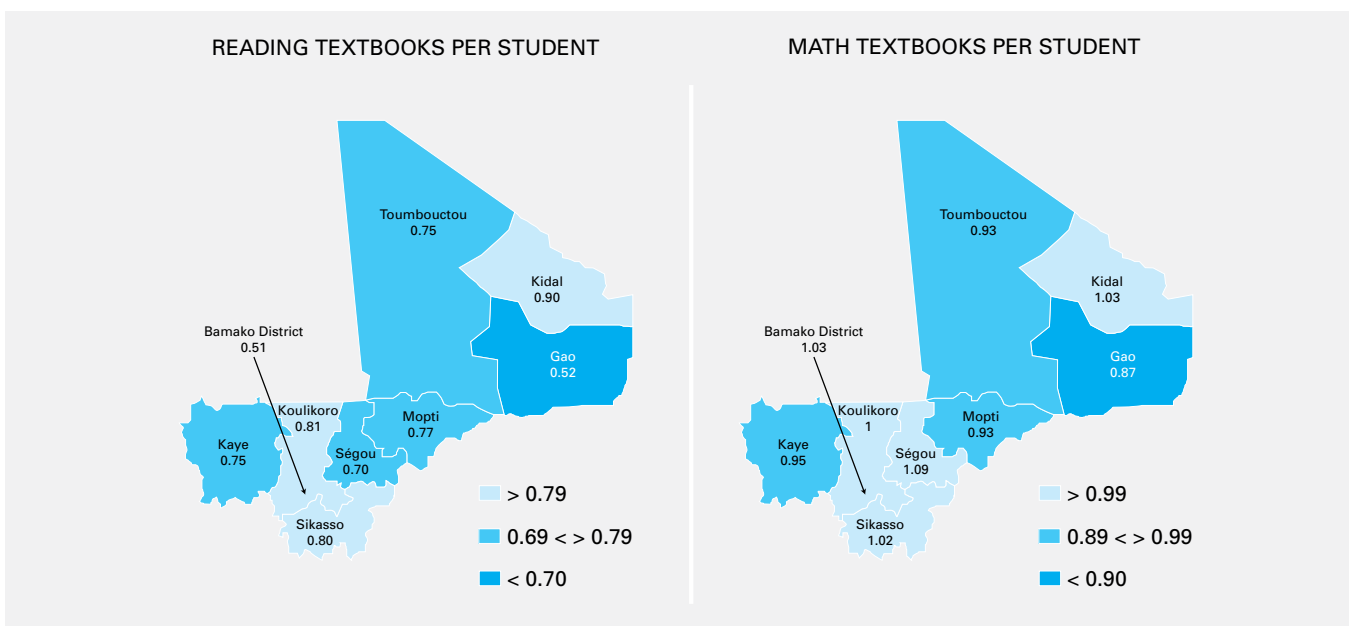 READING TEXTBOOKS PER STUDENT
Toumbouctou
0.75
Kidal
0.90
Bamako District
0.51
Gao
0.52
Koulikoro
0.81
Mopti
0.77
Kaye
0.75
Ségou
0.70
Sikasso
0.80
> 0.79
0.69 < > 0.79
< 0.70
MATH TEXTBOOKS PER STUDENT
Toumbouctou
0.93
Kidal
1.03
Bamako District
1.03
Gao
0.87
Koulikoro
1
Mopti
0.93
Kaye
0.95
Ségou
1.09
Sikasso
1.02
> 0.99
0.89 < > 0.99
< 0.90